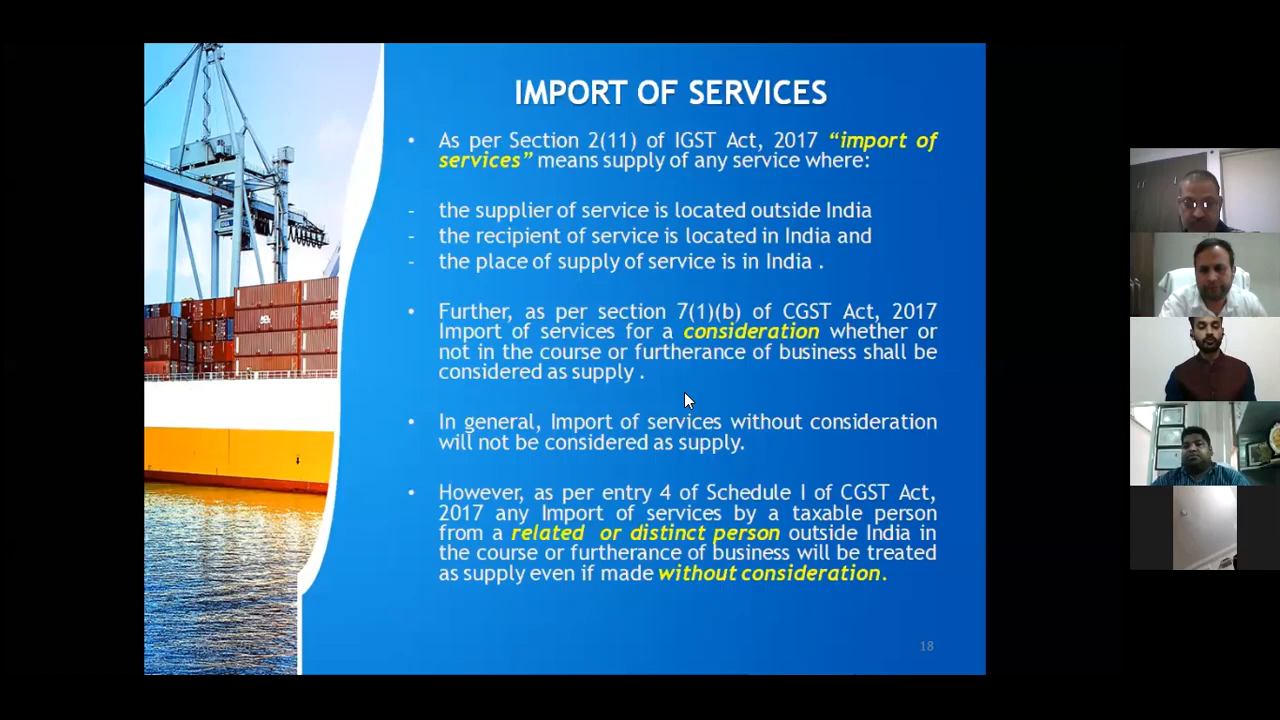 IMPORT OF SERVICES
• As per Section 2(11) of IGST Act, 2017 “import of
services” means supply of any service where:
- the supplier of service is located outside India
- the recipient of service is located in India and
- the place of supply of service is in India .
• Further, as per section 7(1)(b) of CGST Act, 2017
Import of services for a consideration whether or
not in the course or furtherance of business shall be
considered as supply .
• In general, Import of services without consideration
will not be considered as supply.
• However, as per entry 4 of Schedule I of CGST Act,
2017 any Import of services by a taxable person
from a related or distinct person outside India in
the course or furtherance of business will be treated
as supply even if made without consideration.
18